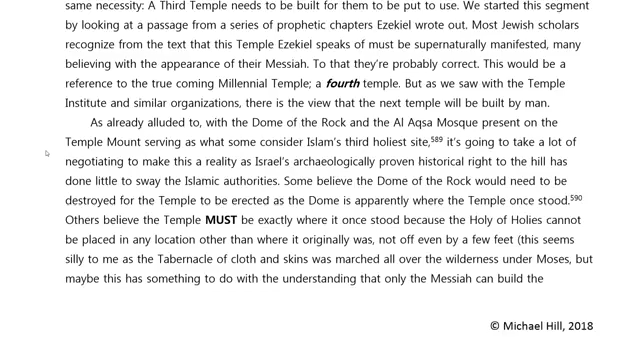 same necessity: A Third Temple needs to be built for them to be put to use. We started this segment
by looking at a passage from a series of prophetic chapters Ezekiel wrote out. Most Jewish scholars
recognize from the text that this Temple Ezekiel speaks of must be supernaturally manifested, many
believing with the appearance of their Messiah. To that they're probably correct. This would be a
reference to the true coming Millennial Temple; a fourth temple. But as we saw with the Temple
Institute and similar organizations, there is the view that the next temple will be built by man.
As already alluded to, with the Dome of the Rock and the Al Aqsa Mosque present on the
Temple Mount serving as what some consider Islam's third holiest site,589 it's going to take a lot of
negotiating to make this a reality as Israel's archaeologically proven historical right to the hill has
done little to sway the Islamic authorities. Some believe the Dome of the Rock would need to be
destroyed for the Temple to be erected as the Dome is apparently where the Temple once stood.590
Others believe the Temple MUST be exactly where it once stood because the Holy of Holies cannot
be placed in any location other than where it originally was, not off even by a few feet (this seems
silly to me as the Tabernacle of cloth and skins was marched all over the wilderness under Moses, but
maybe this has something to do with the understanding that only the Messiah can build the
© Michael Hill, 2018